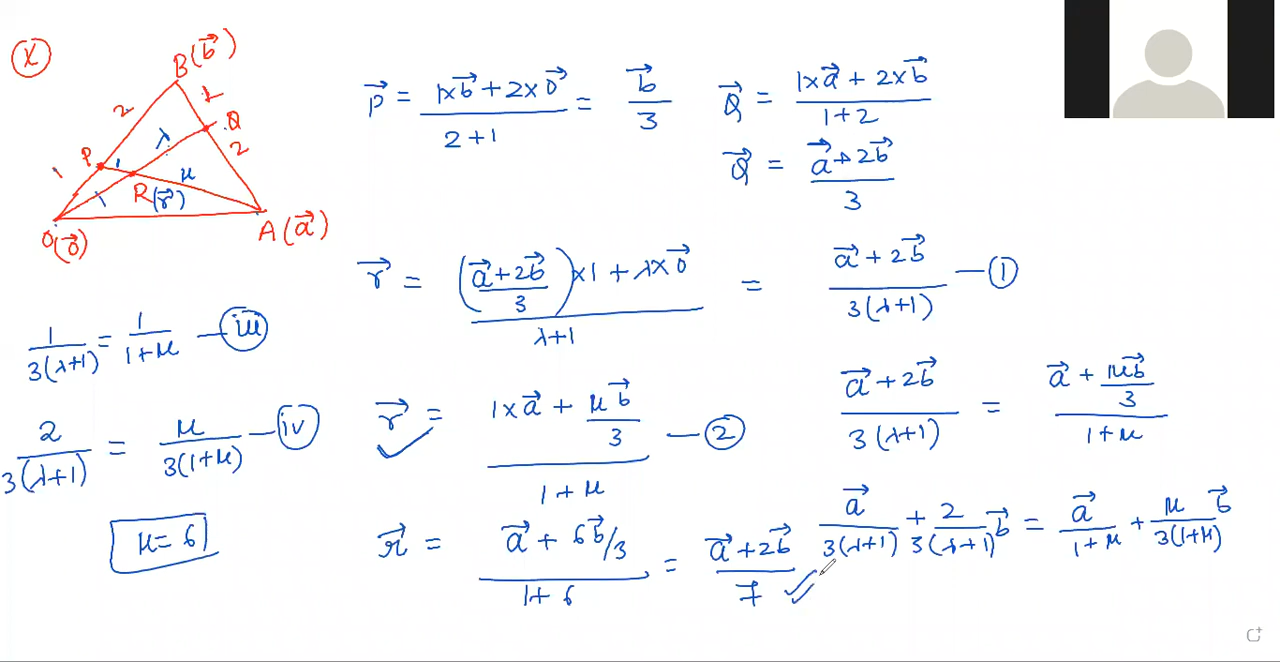 X
B(b⃗)
2
1
Q
P
λ
2
1
1
μ
1
R(r⃗)
O(0⃗)
A(a⃗)
P⃗ = (1×b⃗ + 2×0⃗)/(2+1) = b⃗/3
Q⃗ = (1×a⃗ + 2×b⃗)/(1+2)
Q⃗ = (a⃗ + 2b⃗)/3
r⃗ = (((a⃗+2b⃗)/3)×1 + λ×0⃗)/(λ+1) = (a⃗ + 2b⃗)/(3(λ+1)) — ①
1/(3(λ+1)) = 1/(1+μ) — iii
r⃗ = (1×a⃗ + μb⃗/3)/(1+μ) — ②
(a⃗ + 2b⃗)/(3(λ+1)) = (a⃗ + μb⃗/3)/(1+μ)
2/(3(λ+1)) = μ/(3(1+μ)) — iv
a⃗/(3(λ+1)) + 2/(3(λ+1)) b⃗ = a⃗/(1+μ) + μ/(3(1+μ)) b⃗
μ = 6
r⃗ = (a⃗ + 6b⃗/3)/(1+6) = (a⃗ + 2b⃗)/7